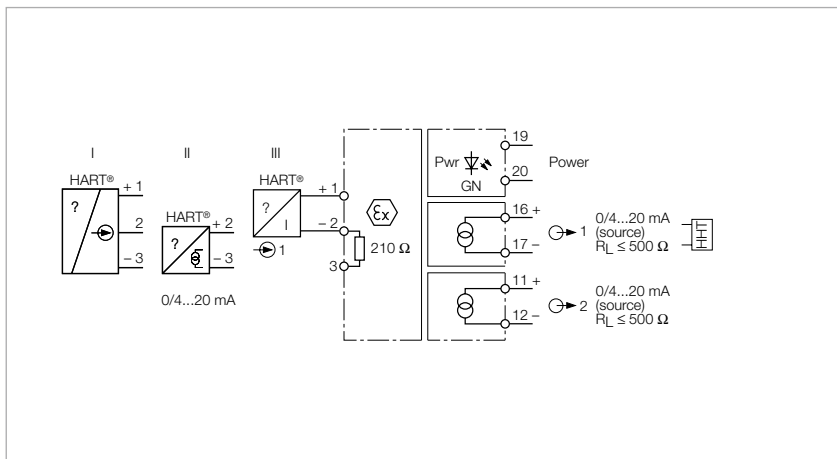 I
II
III
HART®
?
+ 1
2
– 3
HART®
?
+ 2
– 3
0/4...20 mA
HART®
?
I
1
+ 1
– 2
3
210 Ω
Ex
Pwr
GN
19
20
Power
16 +
17 –
1
0/4...20 mA
(source)
RL ≤ 500 Ω
11 +
12 –
2
0/4...20 mA
(source)
RL ≤ 500 Ω